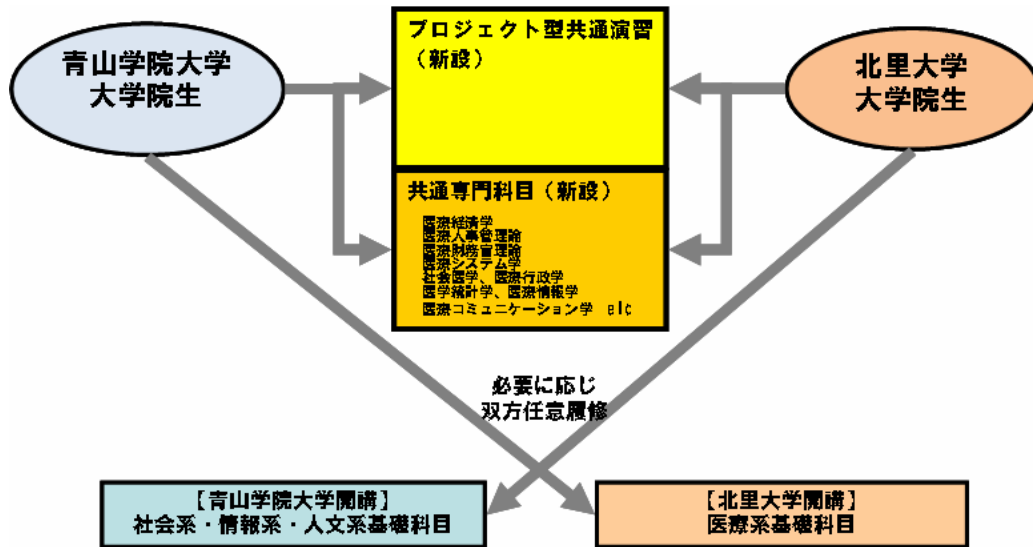 青山学院大学
大学院生
プロジェクト型共通演習
（新設）
北里大学
大学院生
共通専門科目（新設）
医療経済学
医療人事管理論
医療財務管理論
医療システム学
社会医学、医療行政学
医学統計学、医療情報学
医療コミュニケーション学 etc
必要に応じ
双方任意履修
【青山学院大学開講】
社会系・情報系・人文系基礎科目
【北里大学開講】
医療系基礎科目